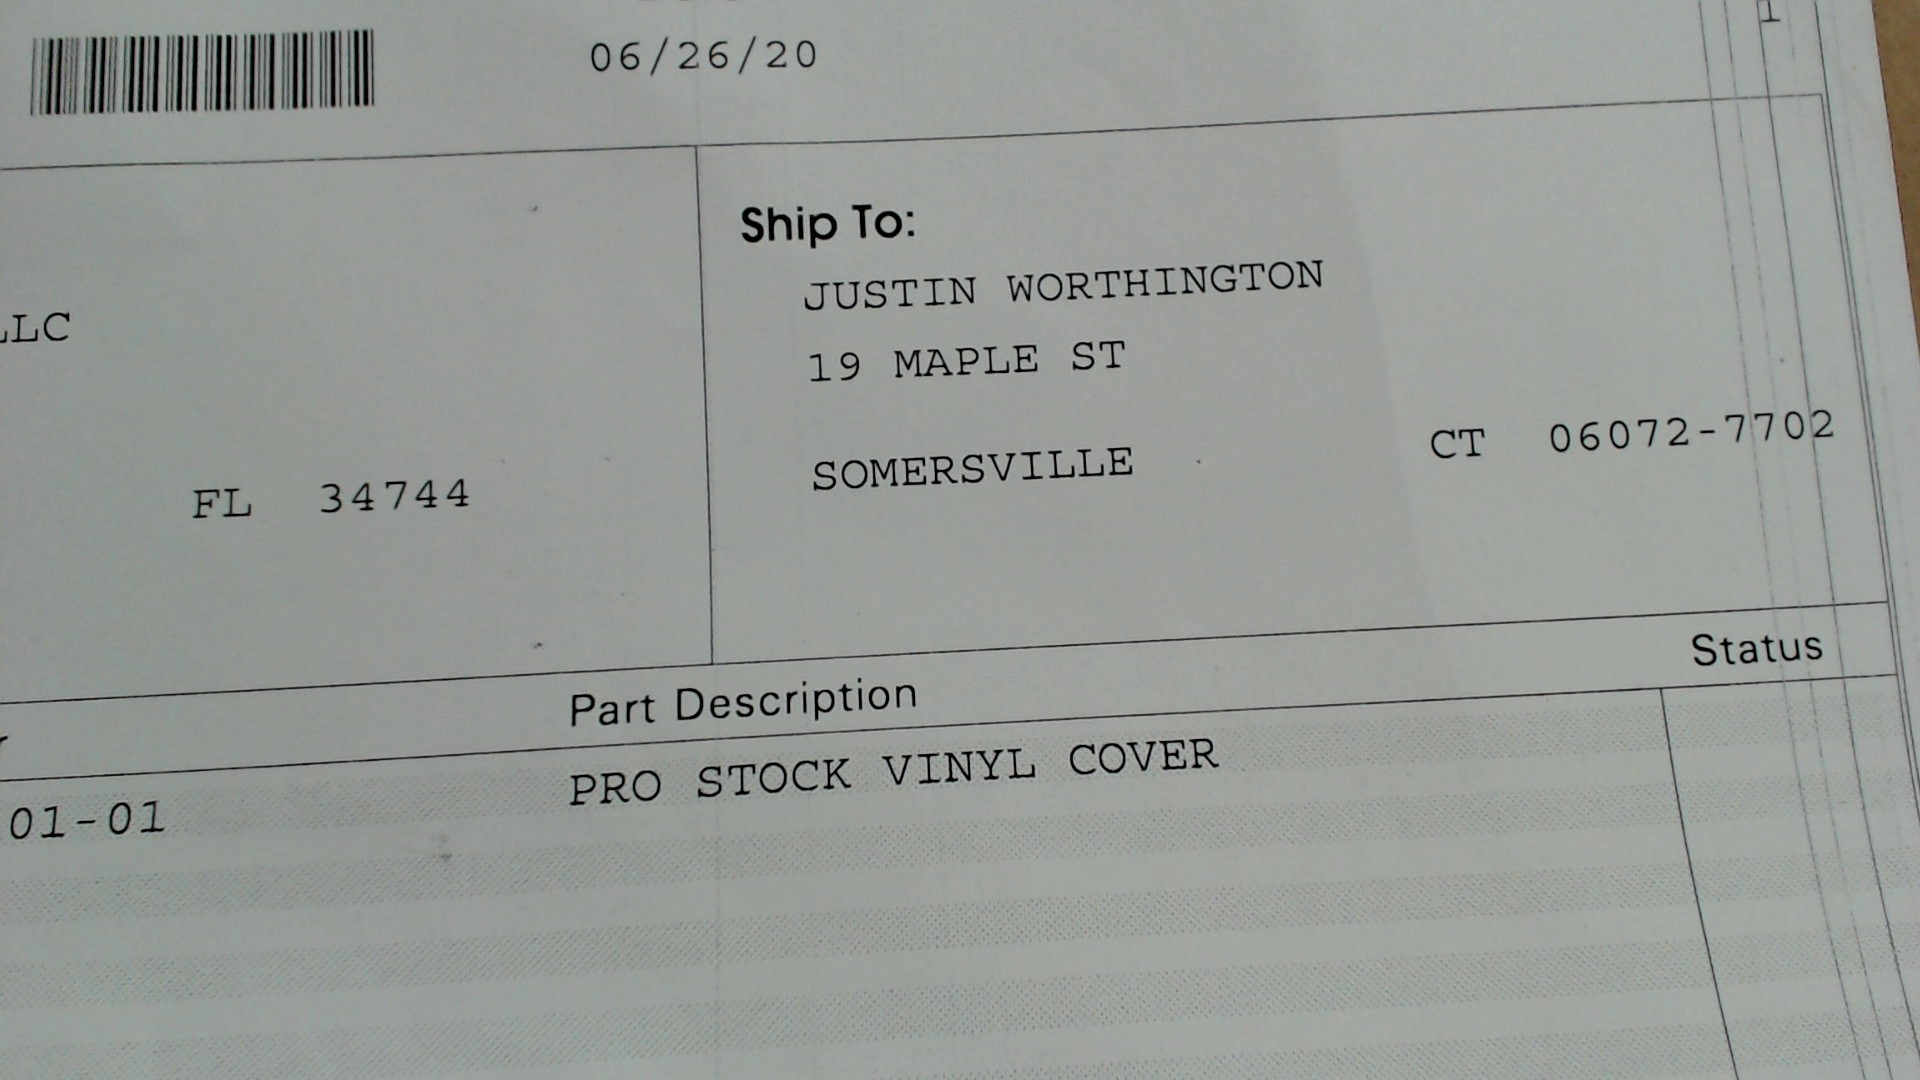 06/26/20
Ship To:
JUSTIN WORTHINGTON
LLC
19 MAPLE ST
SOMERSVILLE CT 06072-7702
FL 34744
Part Description Status
01-01 PRO STOCK VINYL COVER